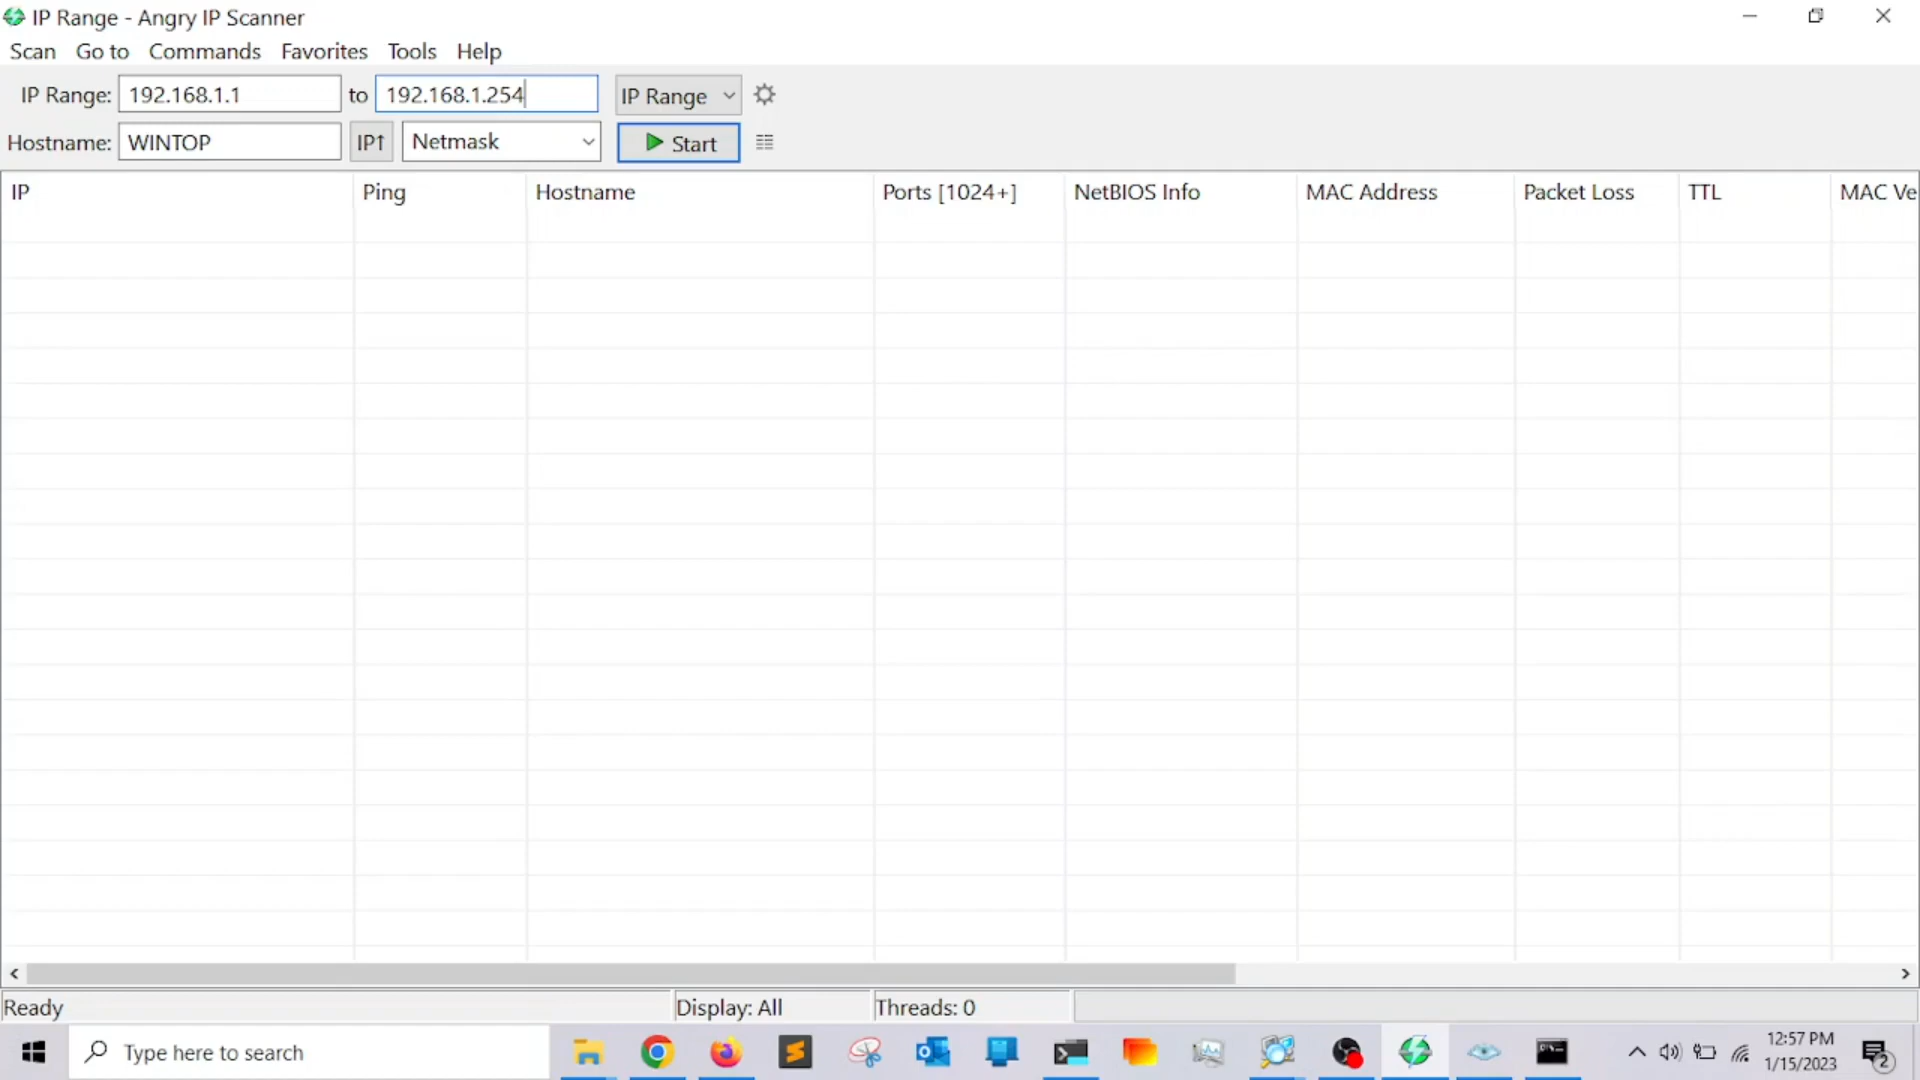 IP Range - Angry IP Scanner
Scan Go to Commands Favorites Tools Help
IP Range: 192.168.1.1 to 192.168.1.254 IP Range
Hostname: WINTOP IP↑ Netmask Start
IP Ping Hostname Ports [1024+] NetBIOS Info MAC Address Packet Loss TTL MAC Ve
Ready Display: All Threads: 0
Type here to search
12:57 PM
1/15/2023
2